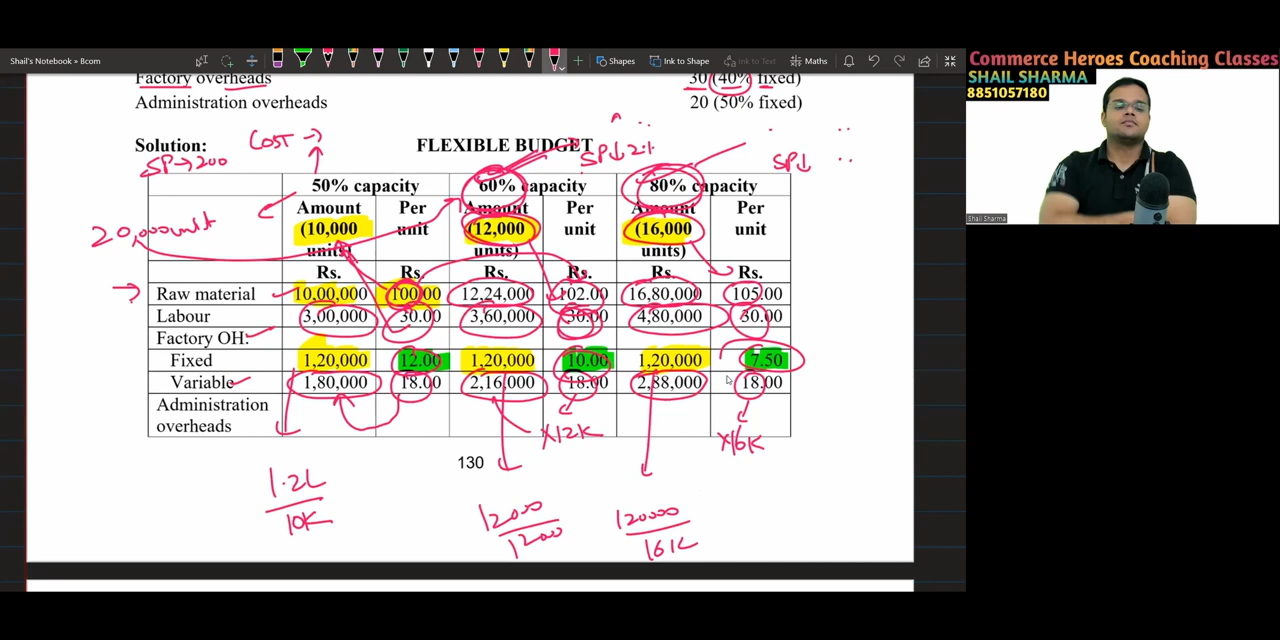 Shail's Notebook » Bcom
Shapes
Ink to Shape
Ink to Text
Maths
Commerce Heroes Coaching Classes
SHAIL SHARMA
8851057180
Shail Sharma
Factory overheads 30 (40% fixed)
Administration overheads 20 (50% fixed)
Solution: COST → FLEXIBLE BUDGET
SP→200 SP↓2% SP↓
50% capacity 60% capacity 80% capacity
Amount Per Amount Per Amount Per
(10,000 unit (12,000 unit (16,000 unit
units) units) units)
20,000 unit
Rs. Rs. Rs. Rs. Rs. Rs.
Raw material 10,00,000 100.00 12,24,000 102.00 16,80,000 105.00
Labour 3,00,000 30.00 3,60,000 30.00 4,80,000 30.00
Factory OH:
Fixed 1,20,000 12.00 1,20,000 10.00 1,20,000 7.50
Variable 1,80,000 18.00 2,16,000 18.00 2,88,000 18.00
Administration
overheads
X12K X16K
130
1.2L
10K
12000
1200
120000
16K